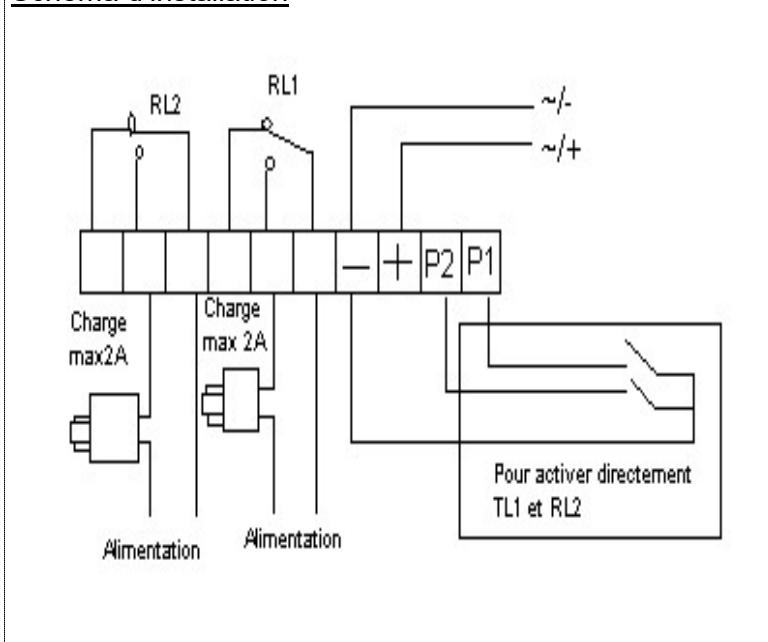 Schéma d'installation
RL2
RL1
~/-
~/+
— + P2 P1
Charge
max2A
Charge
max 2A
Pour activer directement
TL1 et RL2
Alimentation
Alimentation